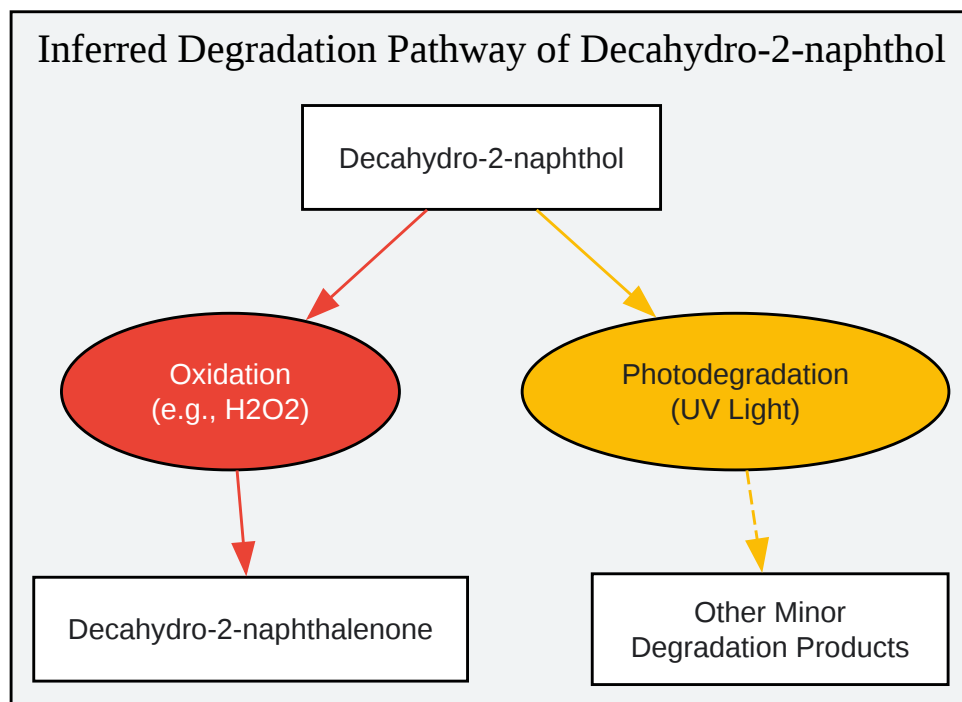 Inferred Degradation Pathway of Decahydro-2-naphthol
Decahydro-2-naphthol
Oxidation
(e.g., H2O2)
Photodegradation
(UV Light)
Decahydro-2-naphthalenone
Other Minor
Degradation Products